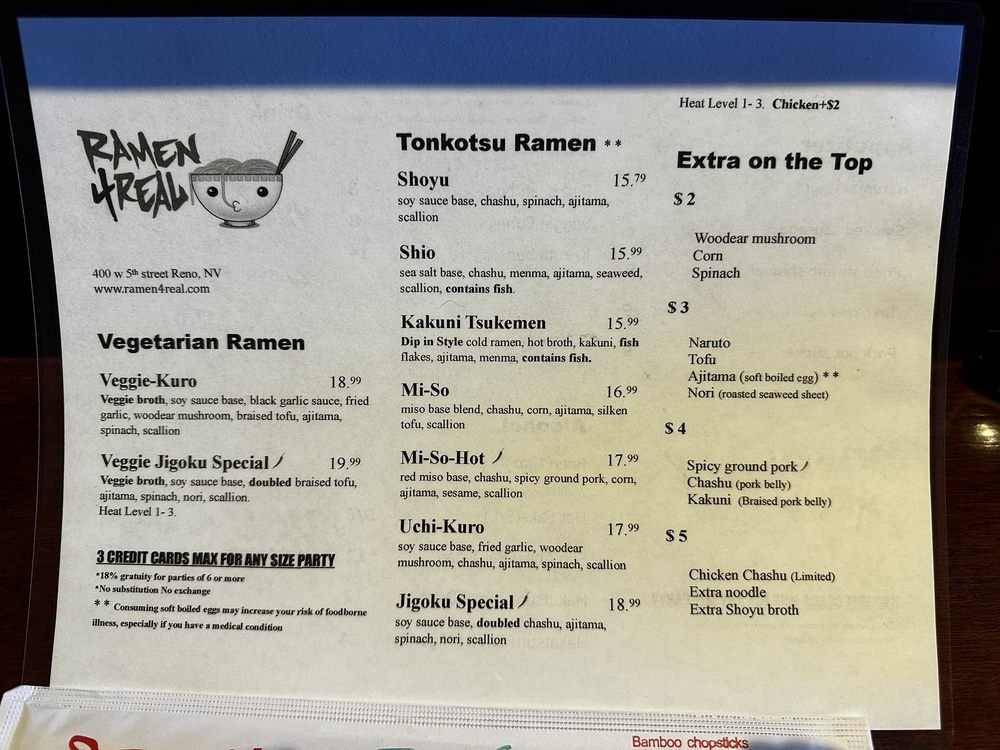 RAMEN
4REAL
400 w 5th street Reno, NV
www.ramen4real.com
Vegetarian Ramen
Veggie-Kuro 18.99
Veggie broth, soy sauce base, black garlic sauce, fried
garlic, woodear mushroom, braised tofu, ajitama,
spinach, scallion
Veggie Jigoku Special 19.99
Veggie broth, soy sauce base, doubled braised tofu,
ajitama, spinach, nori, scallion.
Heat Level 1- 3.
3 CREDIT CARDS MAX FOR ANY SIZE PARTY
*18% gratuity for parties of 6 or more
*No substitution No exchange
** Consuming soft boiled eggs may increase your risk of foodborne
illness, especially if you have a medical condition
Tonkotsu Ramen **
Shoyu 15.79
soy sauce base, chashu, spinach, ajitama,
scallion
Shio 15.99
sea salt base, chashu, menma, ajitama, seaweed,
scallion, contains fish.
Kakuni Tsukemen 15.99
Dip in Style cold ramen, hot broth, kakuni, fish
flakes, ajitama, menma, contains fish.
Mi-So 16.99
miso base blend, chashu, corn, ajitama, silken
tofu, scallion
Mi-So-Hot 17.99
red miso base, chashu, spicy ground pork, corn,
ajitama, sesame, scallion
Uchi-Kuro 17.99
soy sauce base, fried garlic, woodear
mushroom, chashu, ajitama, spinach, scallion
Jigoku Special 18.99
soy sauce base, doubled chashu, ajitama,
spinach, nori, scallion
Heat Level 1- 3. Chicken+$2
Extra on the Top
$ 2
Woodear mushroom
Corn
Spinach
$ 3
Naruto
Tofu
Ajitama (soft boiled egg) **
Nori (roasted seaweed sheet)
$ 4
Spicy ground pork
Chashu (pork belly)
Kakuni (Braised pork belly)
$ 5
Chicken Chashu (Limited)
Extra noodle
Extra Shoyu broth
Bamboo chopsticks